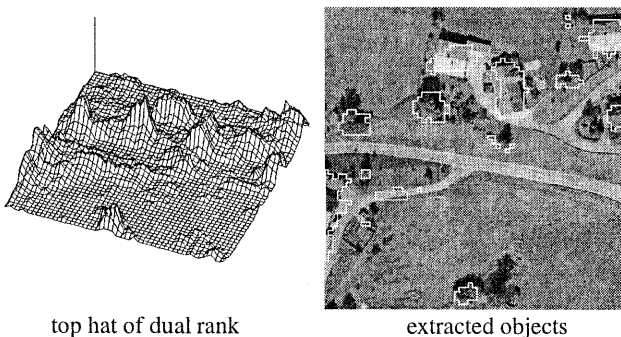 top hat of dual rank
extracted objects